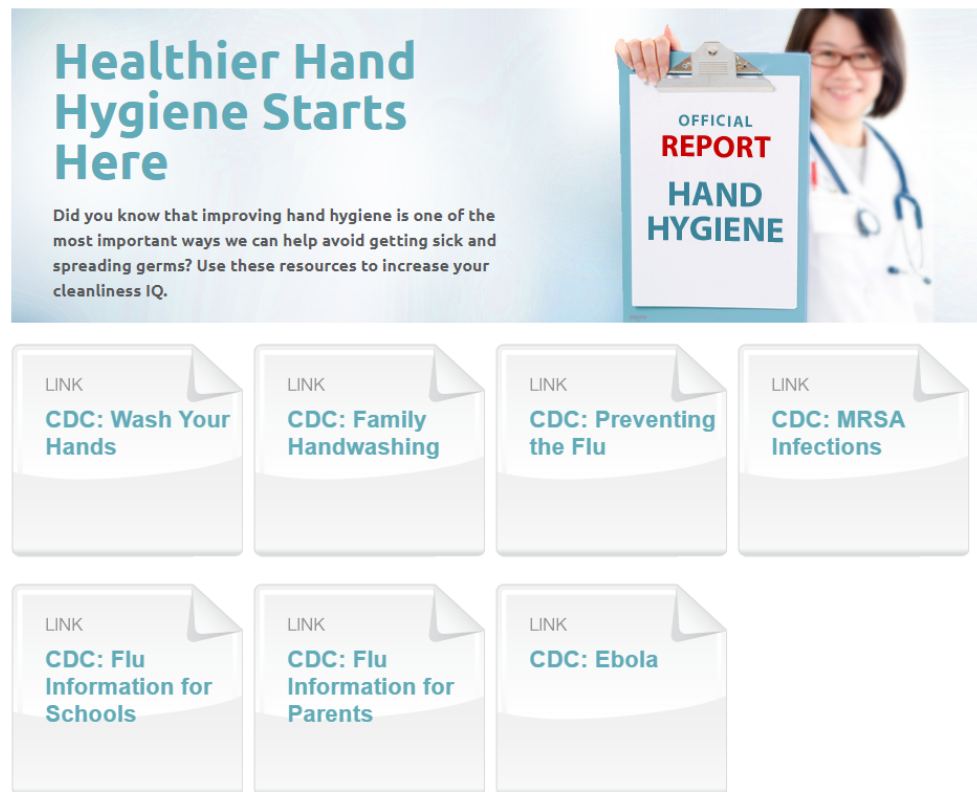 Healthier Hand
Hygiene Starts
Here
Did you know that improving hand hygiene is one of the
most important ways we can help avoid getting sick and
spreading germs? Use these resources to increase your
cleanliness IQ.
OFFICIAL
REPORT
HAND
HYGIENE
LINK
CDC: Wash Your
Hands
LINK
CDC: Family
Handwashing
LINK
CDC: Preventing
the Flu
LINK
CDC: MRSA
Infections
LINK
CDC: Flu
Information for
Schools
LINK
CDC: Flu
Information for
Parents
LINK
CDC: Ebola